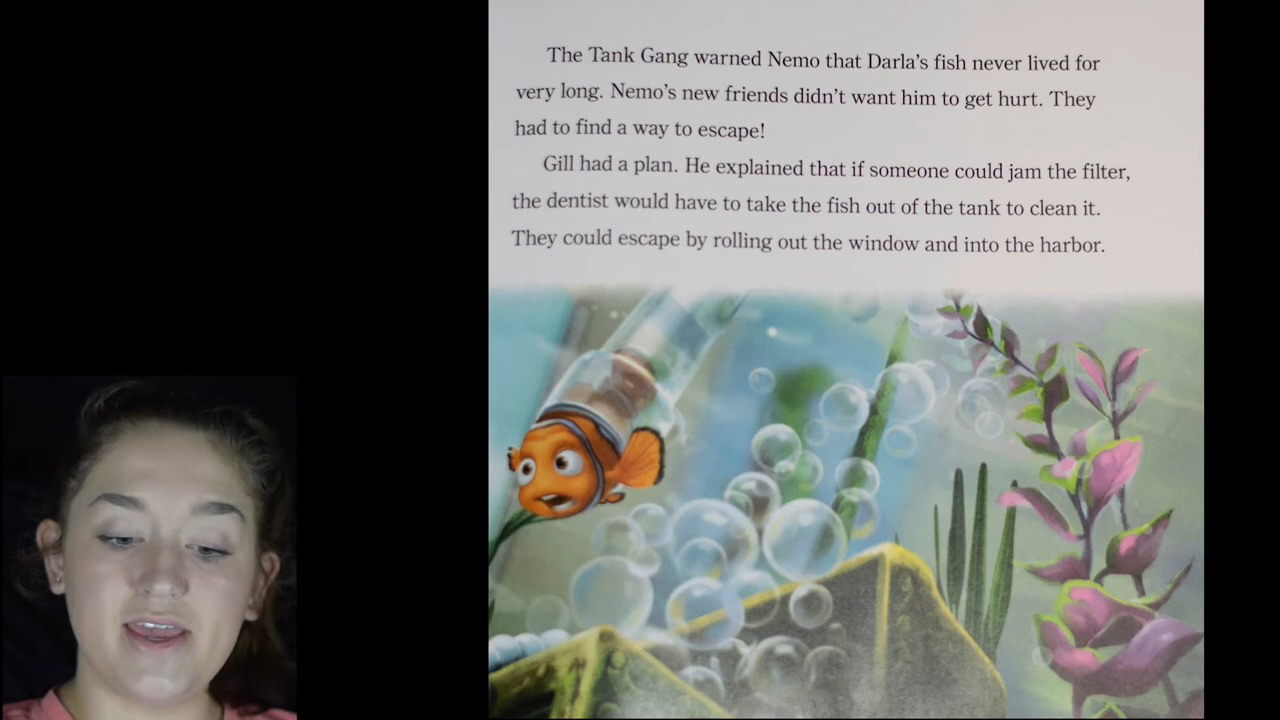 The Tank Gang warned Nemo that Darla's fish never lived for
very long. Nemo's new friends didn't want him to get hurt. They
had to find a way to escape!
Gill had a plan. He explained that if someone could jam the filter,
the dentist would have to take the fish out of the tank to clean it.
They could escape by rolling out the window and into the harbor.